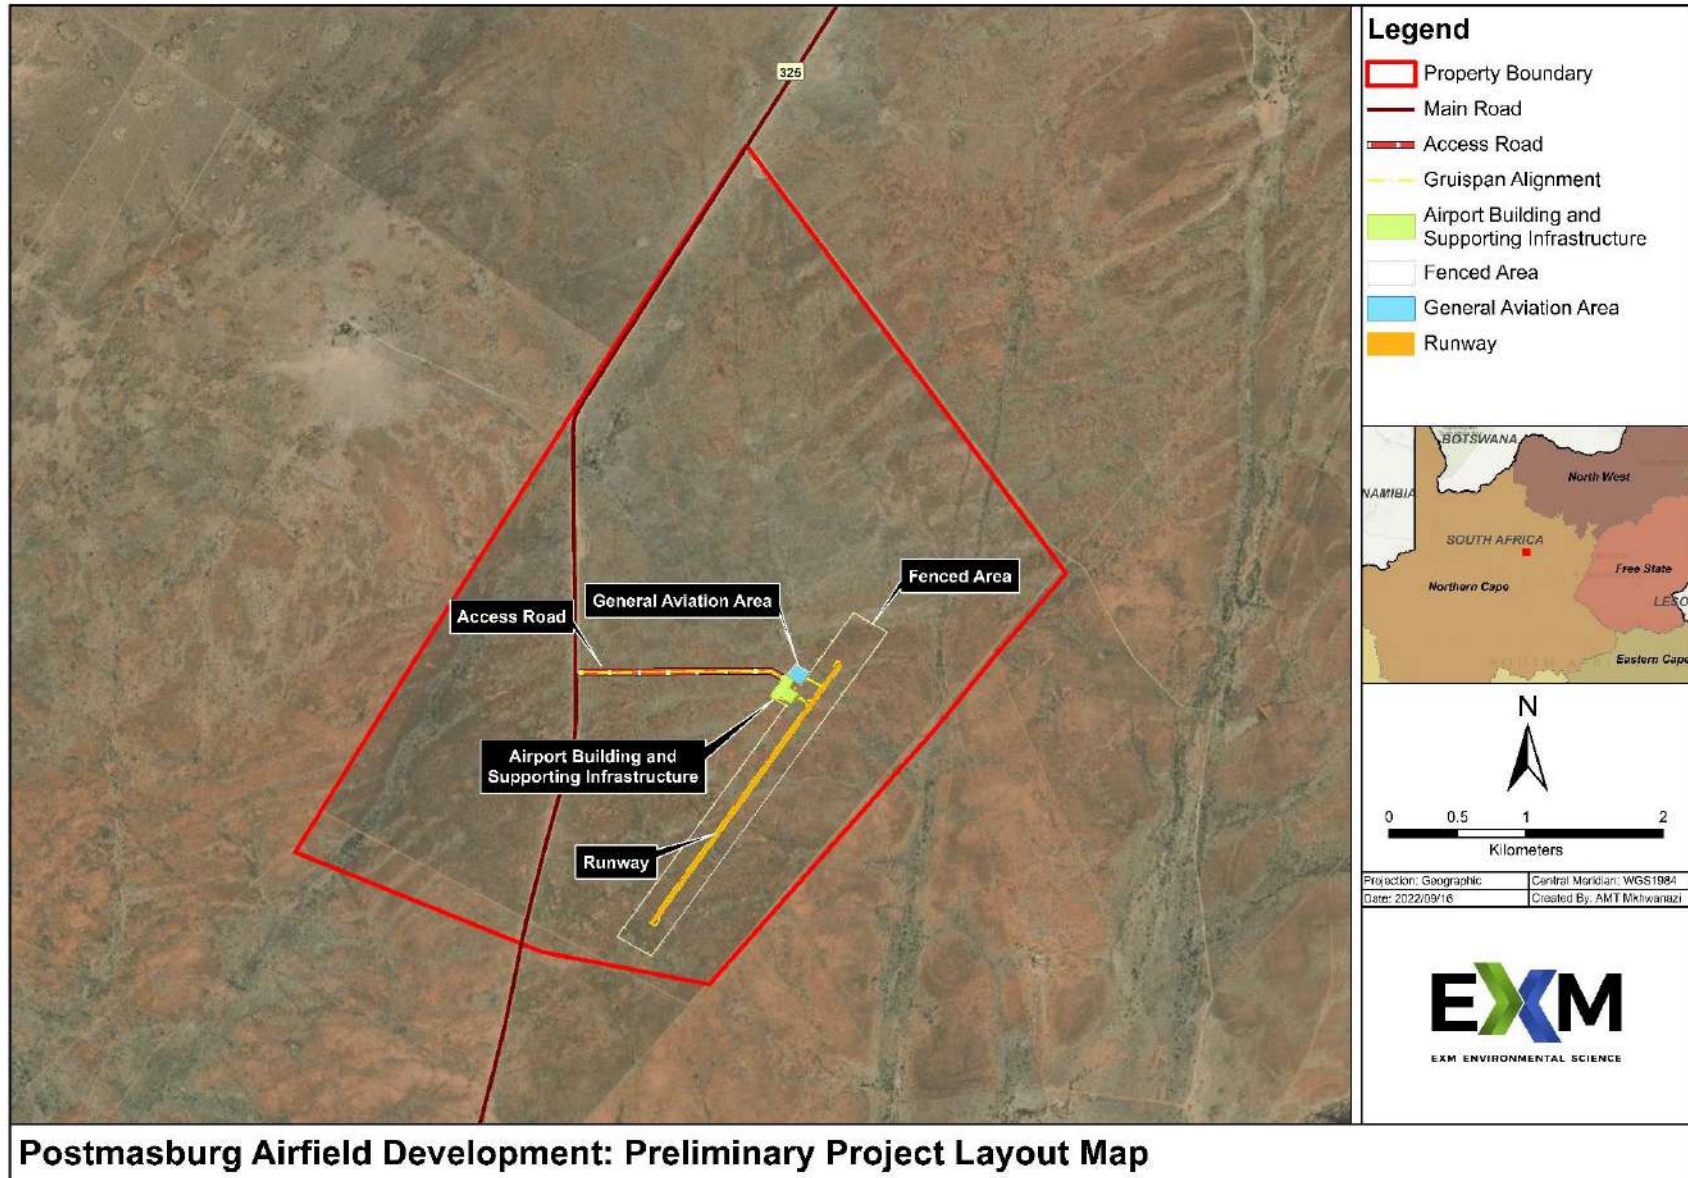 325
Fenced Area
General Aviation Area
Access Road
Airport Building and
Supporting Infrastructure
Runway
Legend
Property Boundary
Main Road
Access Road
Gruispan Alignment
Airport Building and
Supporting Infrastructure
Fenced Area
General Aviation Area
Runway
BOTSWANA
North West
NAMIBIA
SOUTH AFRICA
Free State
Northern Cape
LESO
Eastern Cape
N
0 0.5 1 2
Kilometers
Projection: Geographic
Central Meridian: WGS1984
Date: 2022/09/16
Created By: AMT Mkhwanazi
EXM
EXM ENVIRONMENTAL SCIENCE
Postmasburg Airfield Development: Preliminary Project Layout Map